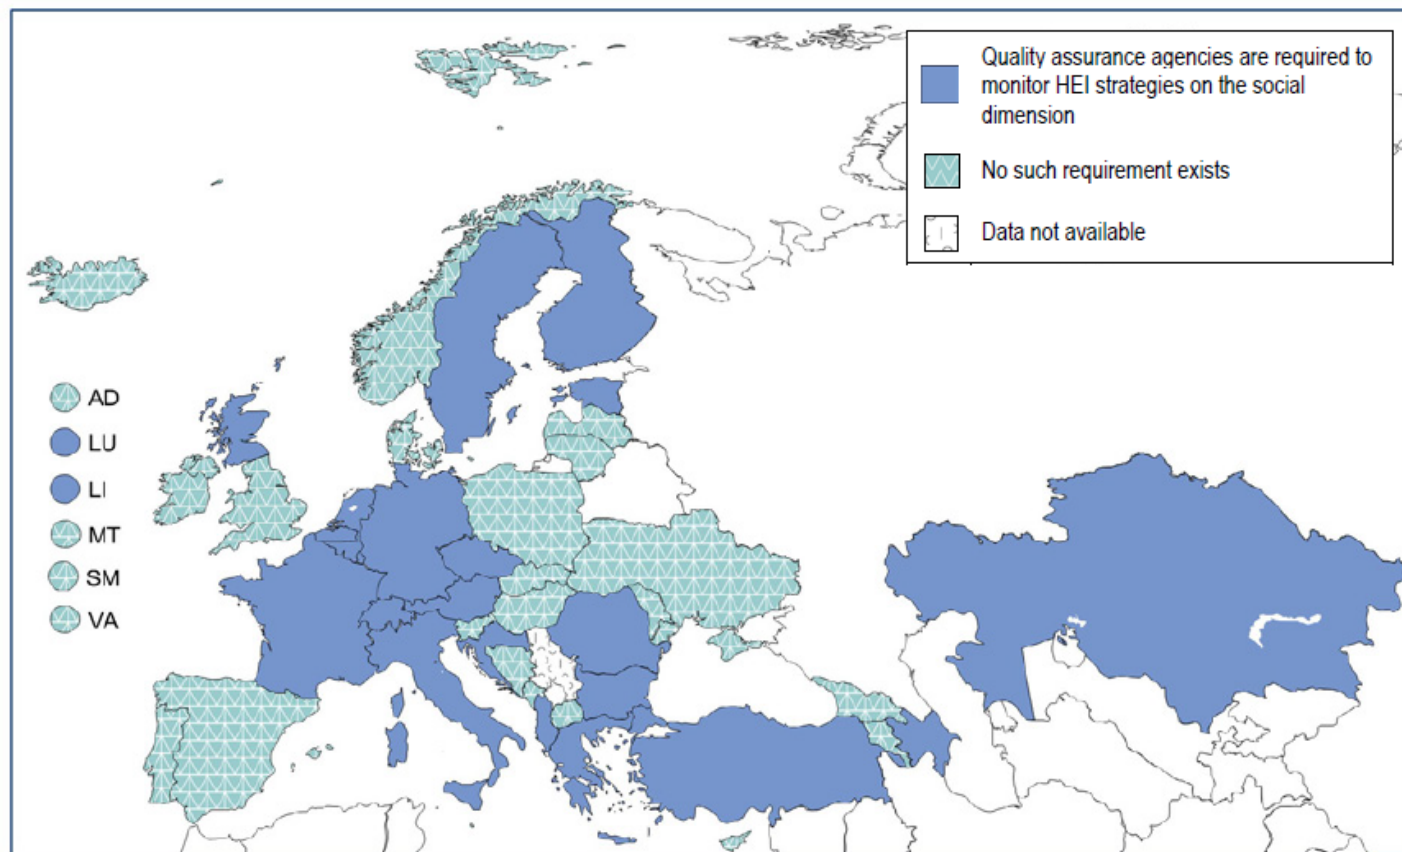 Quality assurance agencies are required to
monitor HEI strategies on the social
dimension
No such requirement exists
Data not available
AD
LU
LI
MT
SM
VA